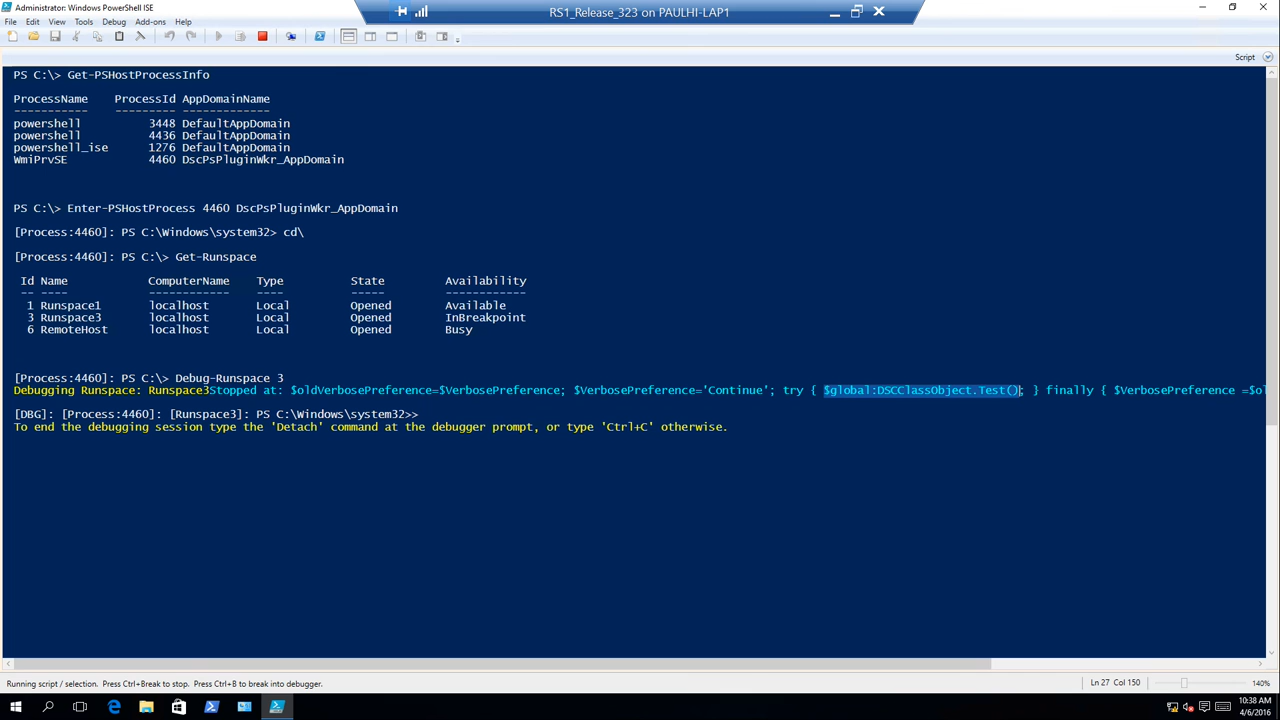 Administrator: Windows PowerShell ISE
RS1_Release_323 on PAULHI-LAP1
File Edit View Tools Debug Add-ons Help
Script
PS C:\> Get-PSHostProcessInfo
ProcessName ProcessId AppDomainName
----------- --------- -------------
powershell 3448 DefaultAppDomain
powershell 4436 DefaultAppDomain
powershell_ise 1276 DefaultAppDomain
WmiPrvSE 4460 DscPsPluginWkr_AppDomain
PS C:\> Enter-PSHostProcess 4460 DscPsPluginWkr_AppDomain
[Process:4460]: PS C:\Windows\system32> cd\
[Process:4460]: PS C:\> Get-Runspace
Id Name ComputerName Type State Availability
-- ---- ------------ ---- ----- ------------
1 Runspace1 localhost Local Opened Available
3 Runspace3 localhost Local Opened InBreakpoint
6 RemoteHost localhost Local Opened Busy
[Process:4460]: PS C:\> Debug-Runspace 3
Debugging Runspace: Runspace3Stopped at: $oldVerbosePreference=$VerbosePreference; $VerbosePreference='Continue'; try { $global:DSCClassObject.Test(); } finally { $VerbosePreference =$ol
[DBG]: [Process:4460]: [Runspace3]: PS C:\Windows\system32>>
To end the debugging session type the 'Detach' command at the debugger prompt, or type 'Ctrl+C' otherwise.
Running script / selection. Press Ctrl+Break to stop. Press Ctrl+B to break into debugger.
Ln 27 Col 150
140%
10:38 AM
4/6/2016